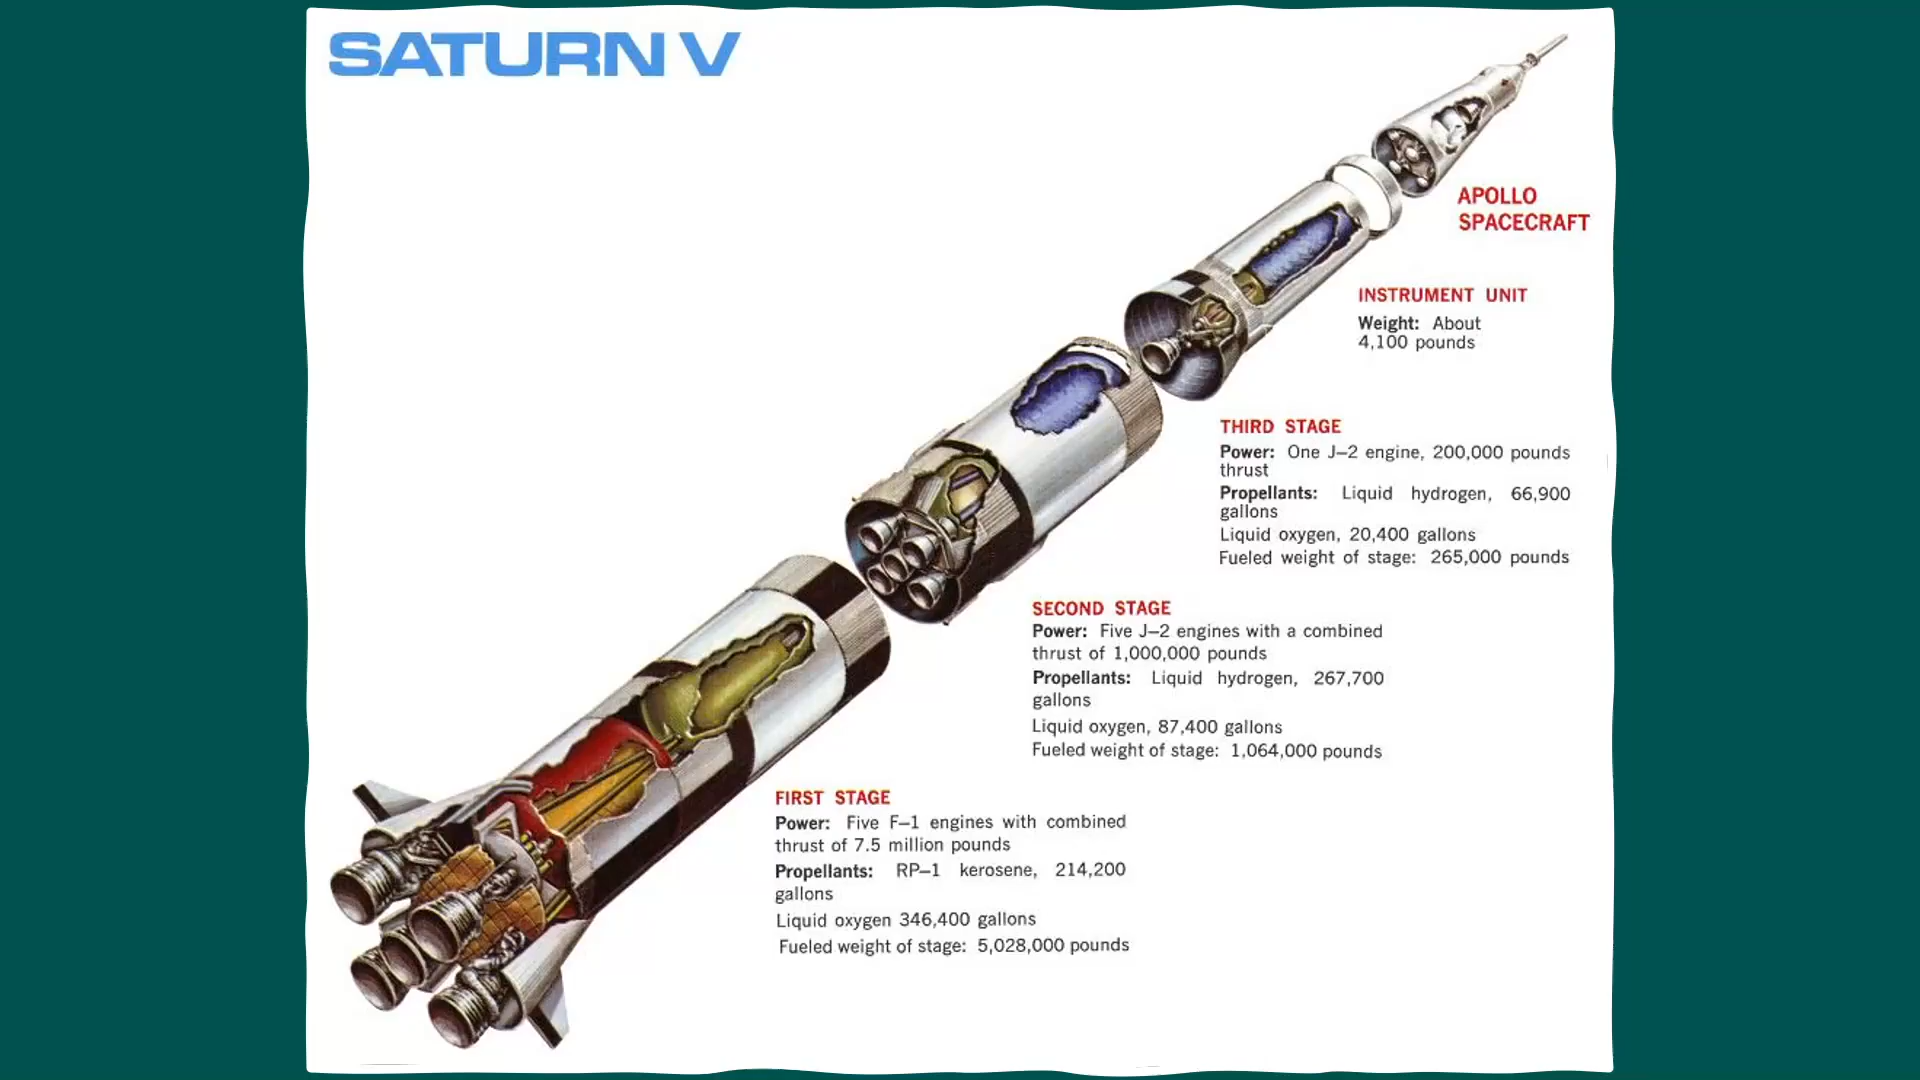 SATURN V
APOLLO
SPACECRAFT
INSTRUMENT UNIT
Weight: About
4,100 pounds
THIRD STAGE
Power: One J–2 engine, 200,000 pounds
thrust
Propellants: Liquid hydrogen, 66,900
gallons
Liquid oxygen, 20,400 gallons
Fueled weight of stage: 265,000 pounds
SECOND STAGE
Power: Five J–2 engines with a combined
thrust of 1,000,000 pounds
Propellants: Liquid hydrogen, 267,700
gallons
Liquid oxygen, 87,400 gallons
Fueled weight of stage: 1,064,000 pounds
FIRST STAGE
Power: Five F–1 engines with combined
thrust of 7.5 million pounds
Propellants: RP–1 kerosene, 214,200
gallons
Liquid oxygen 346,400 gallons
Fueled weight of stage: 5,028,000 pounds